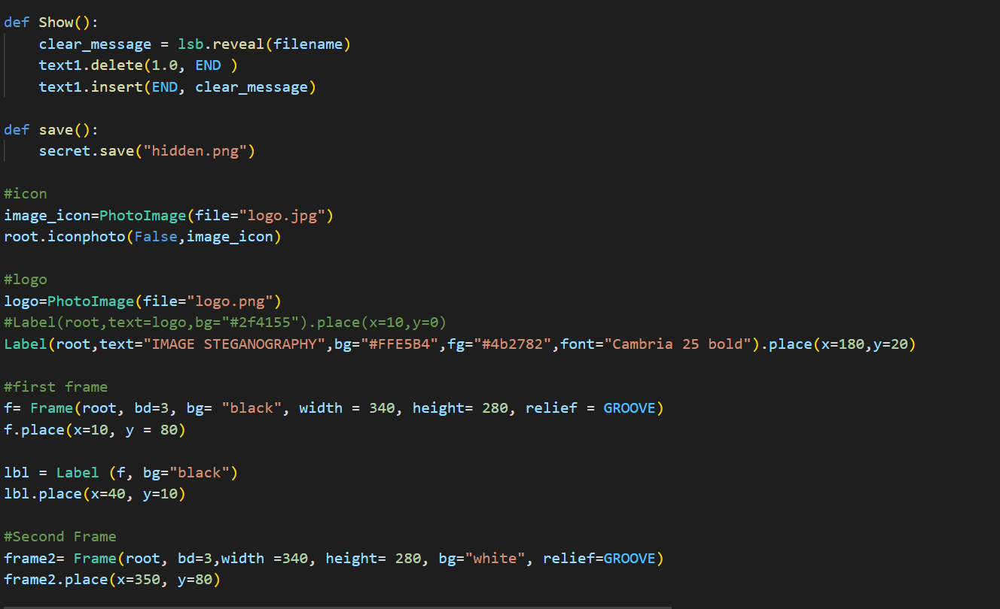 def Show():
    clear_message = lsb.reveal(filename)
    text1.delete(1.0, END )
    text1.insert(END, clear_message)

def save():
    secret.save("hidden.png")

#icon
image_icon=PhotoImage(file="logo.jpg")
root.iconphoto(False,image_icon)

#logo
logo=PhotoImage(file="logo.png")
#Label(root,text=logo,bg="#2f4155").place(x=10,y=0)
Label(root,text="IMAGE STEGANOGRAPHY",bg="#FFE5B4",fg="#4b2782",font="Cambria 25 bold").place(x=180,y=20)

#first frame
f= Frame(root, bd=3, bg= "black", width = 340, height= 280, relief = GROOVE)
f.place(x=10, y = 80)

lbl = Label (f, bg="black")
lbl.place(x=40, y=10)

#Second Frame
frame2= Frame(root, bd=3,width =340, height= 280, bg="white", relief=GROOVE)
frame2.place(x=350, y=80)